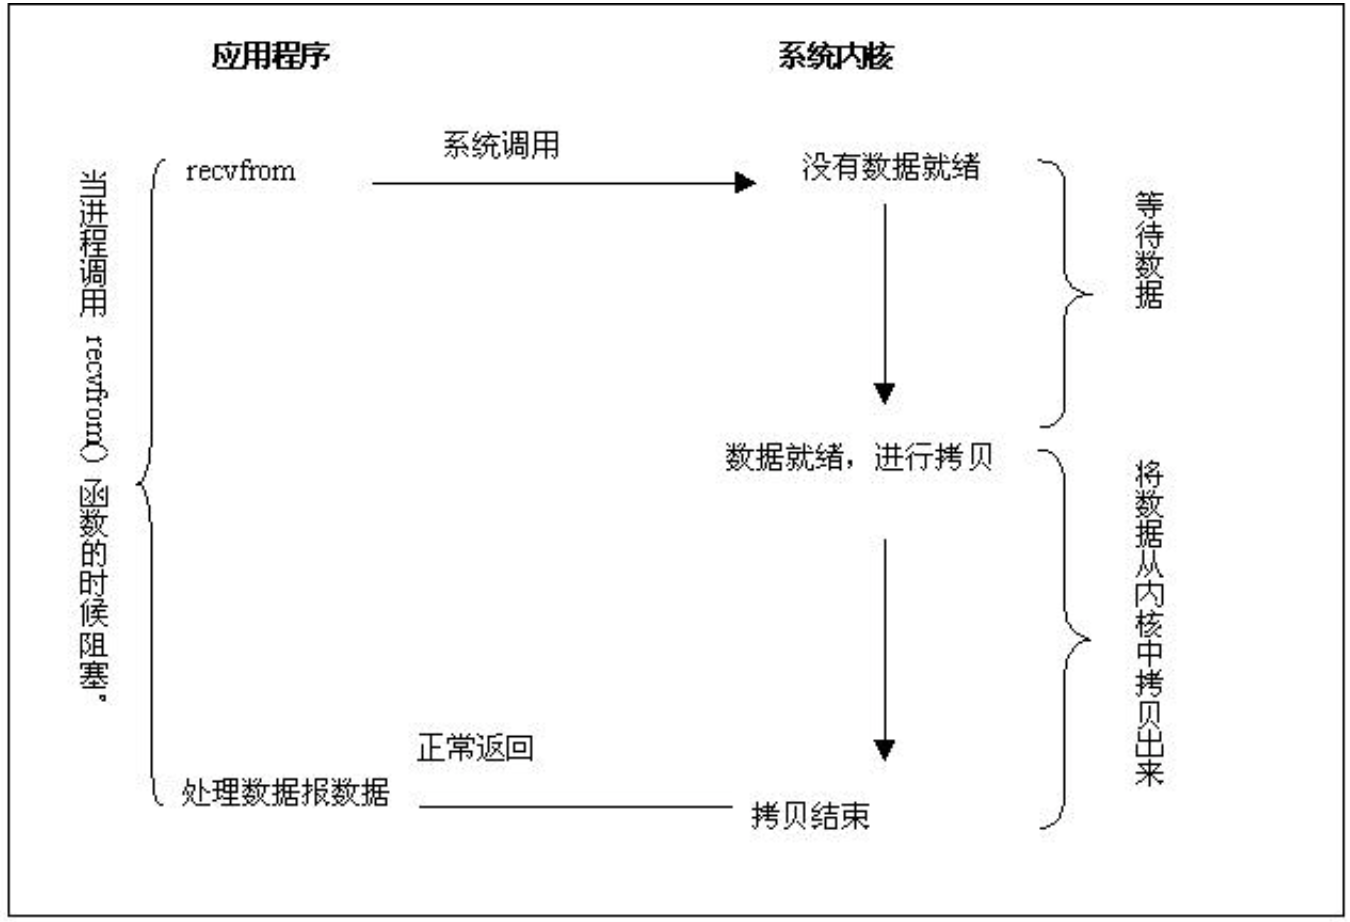 应用程序
系统内核
系统调用
recvfrom
没有数据就绪
当进程调用 recvfrom() 函数的时候阻塞。
等待数据
数据就绪，进行拷贝
将数据从内核中拷贝出来
正常返回
处理数据报数据
拷贝结束